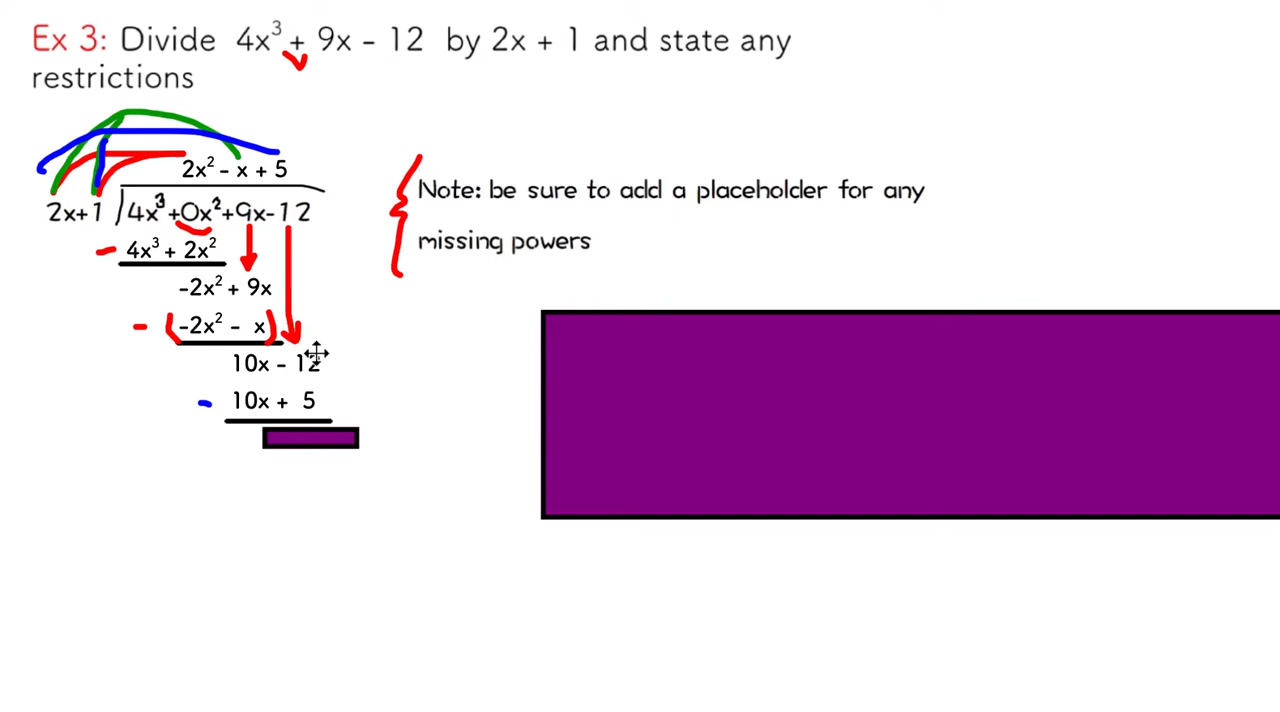 Ex 3: Divide 4x³ + 9x - 12 by 2x + 1 and state any
restrictions
2x² - x + 5
2x+1 4x³+0x²+9x-12
- 4x³ + 2x²
-2x² + 9x
- (-2x² - x)
10x - 12
- 10x + 5
Note: be sure to add a placeholder for any
missing powers